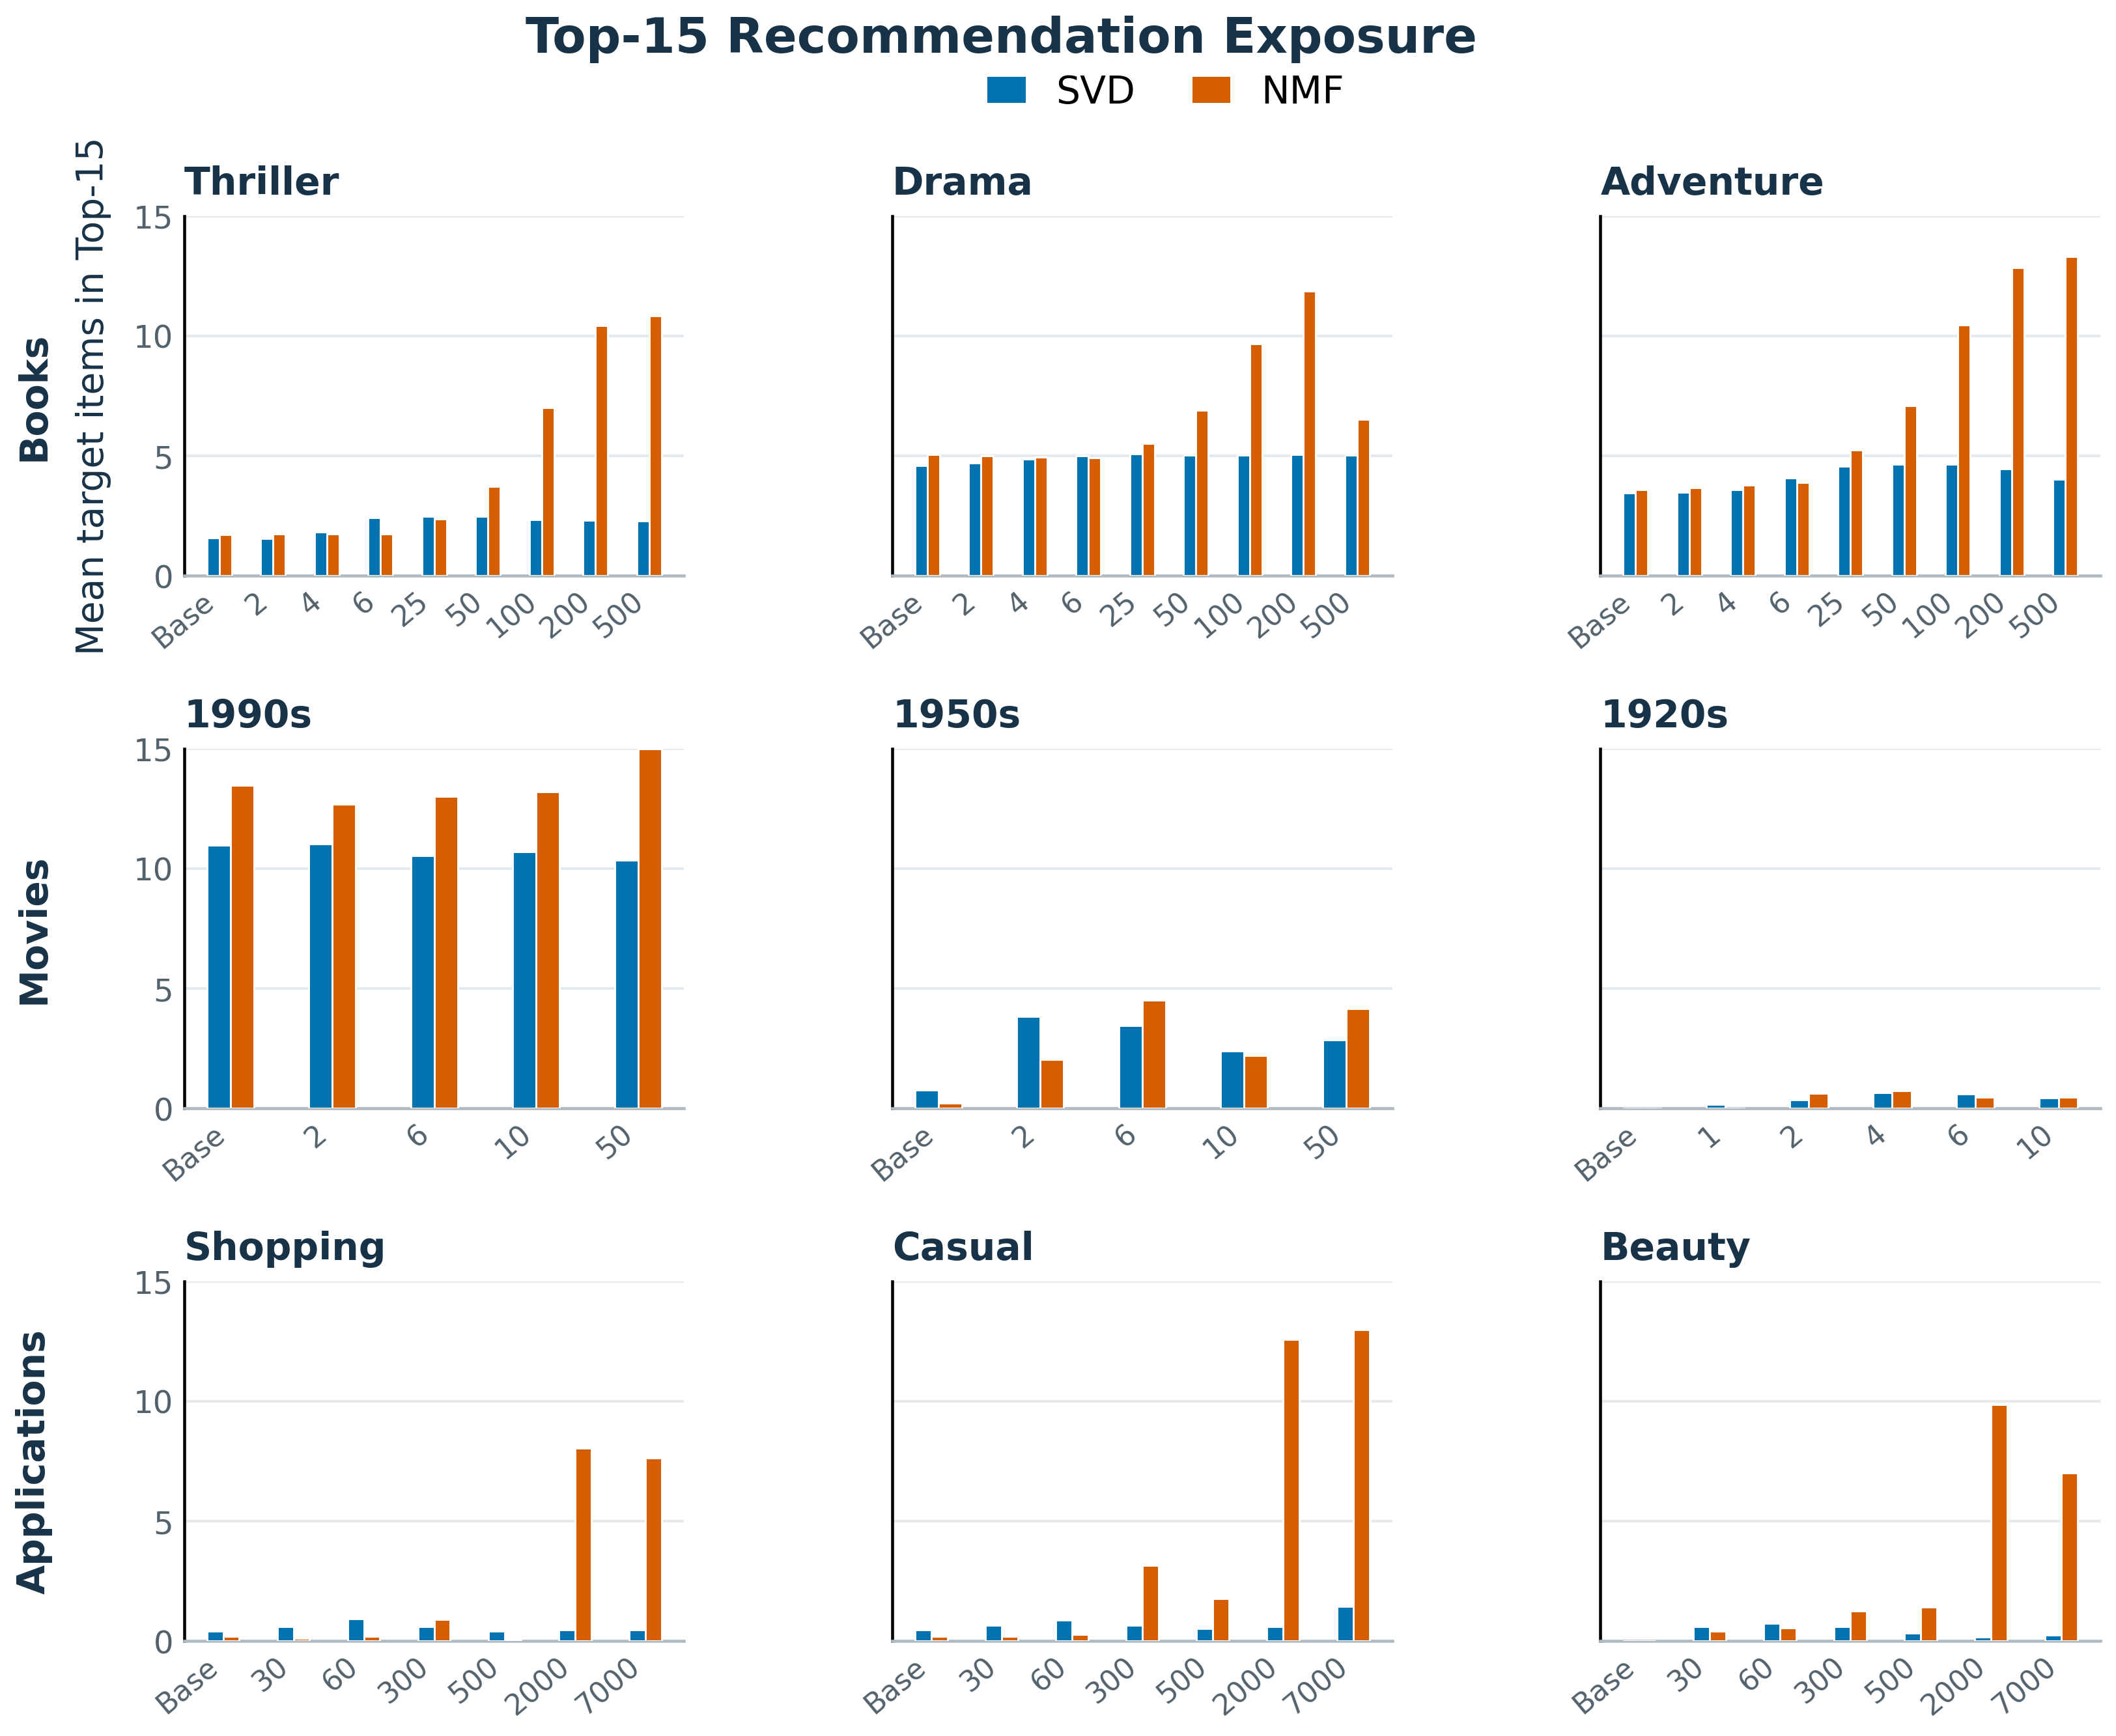 Top-15 Recommendation Exposure
SVD NMF
Books
Mean target items in Top-15
Thriller
15
10
5
0
Base 2 4 6 25 50 100 200 500
Drama
Base 2 4 6 25 50 100 200 500
Adventure
Base 2 4 6 25 50 100 200 500
Movies
1990s
15
10
5
0
Base 2 6 10 50
1950s
Base 2 6 10 50
1920s
Base 1 2 4 6 10
Applications
Shopping
15
10
5
0
Base 30 60 300 500 2000 7000
Casual
Base 30 60 300 500 2000 7000
Beauty
Base 30 60 300 500 2000 7000